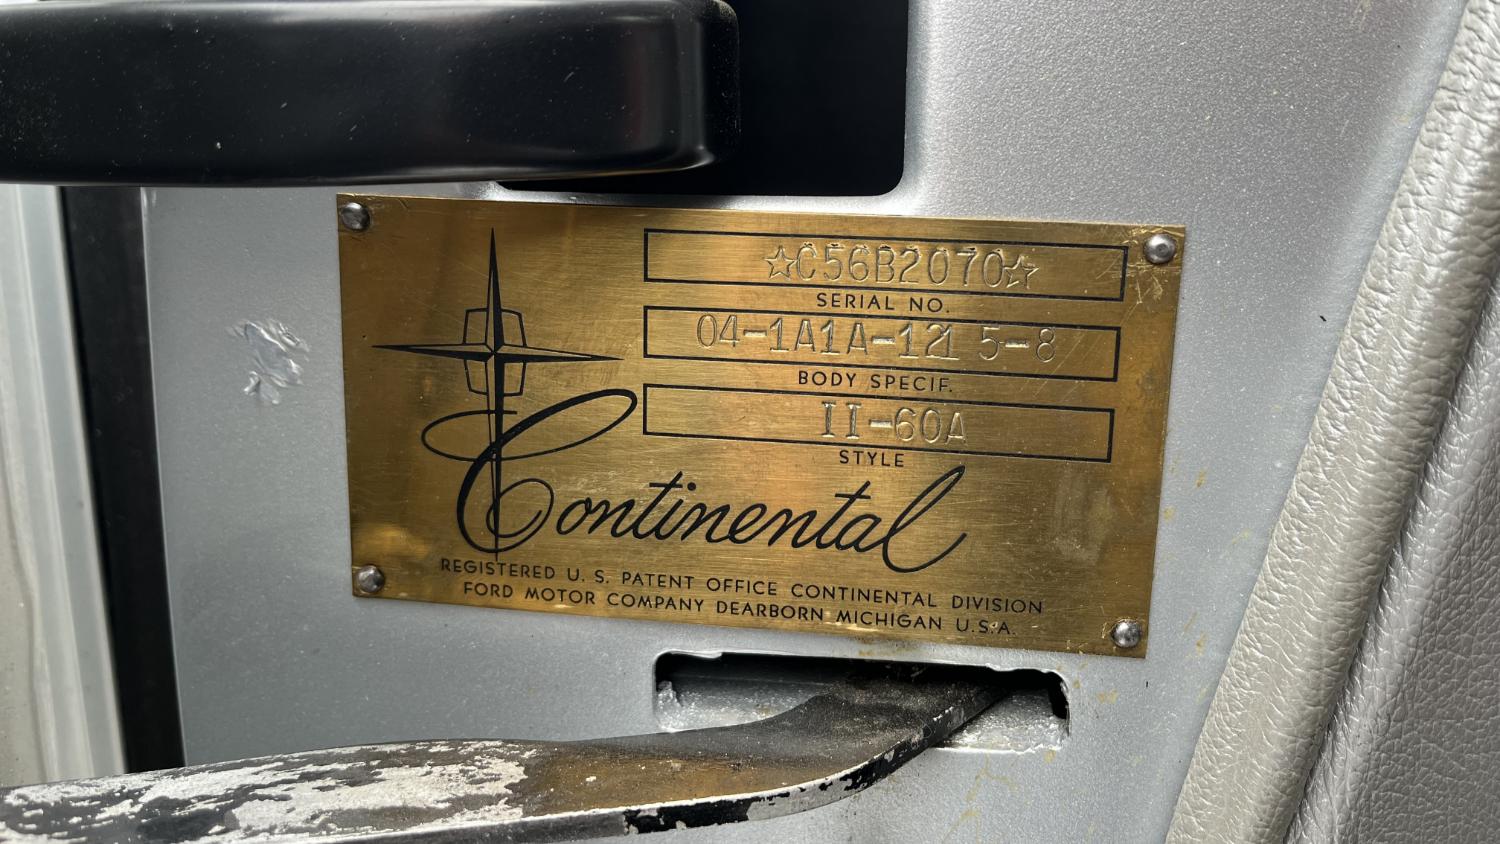 ☆C56B2070☆
SERIAL NO.
04-1A1A-121 5-8
BODY SPECIF.
II-60A
STYLE
Continental
REGISTERED U. S. PATENT OFFICE CONTINENTAL DIVISION
FORD MOTOR COMPANY DEARBORN MICHIGAN U.S.A.